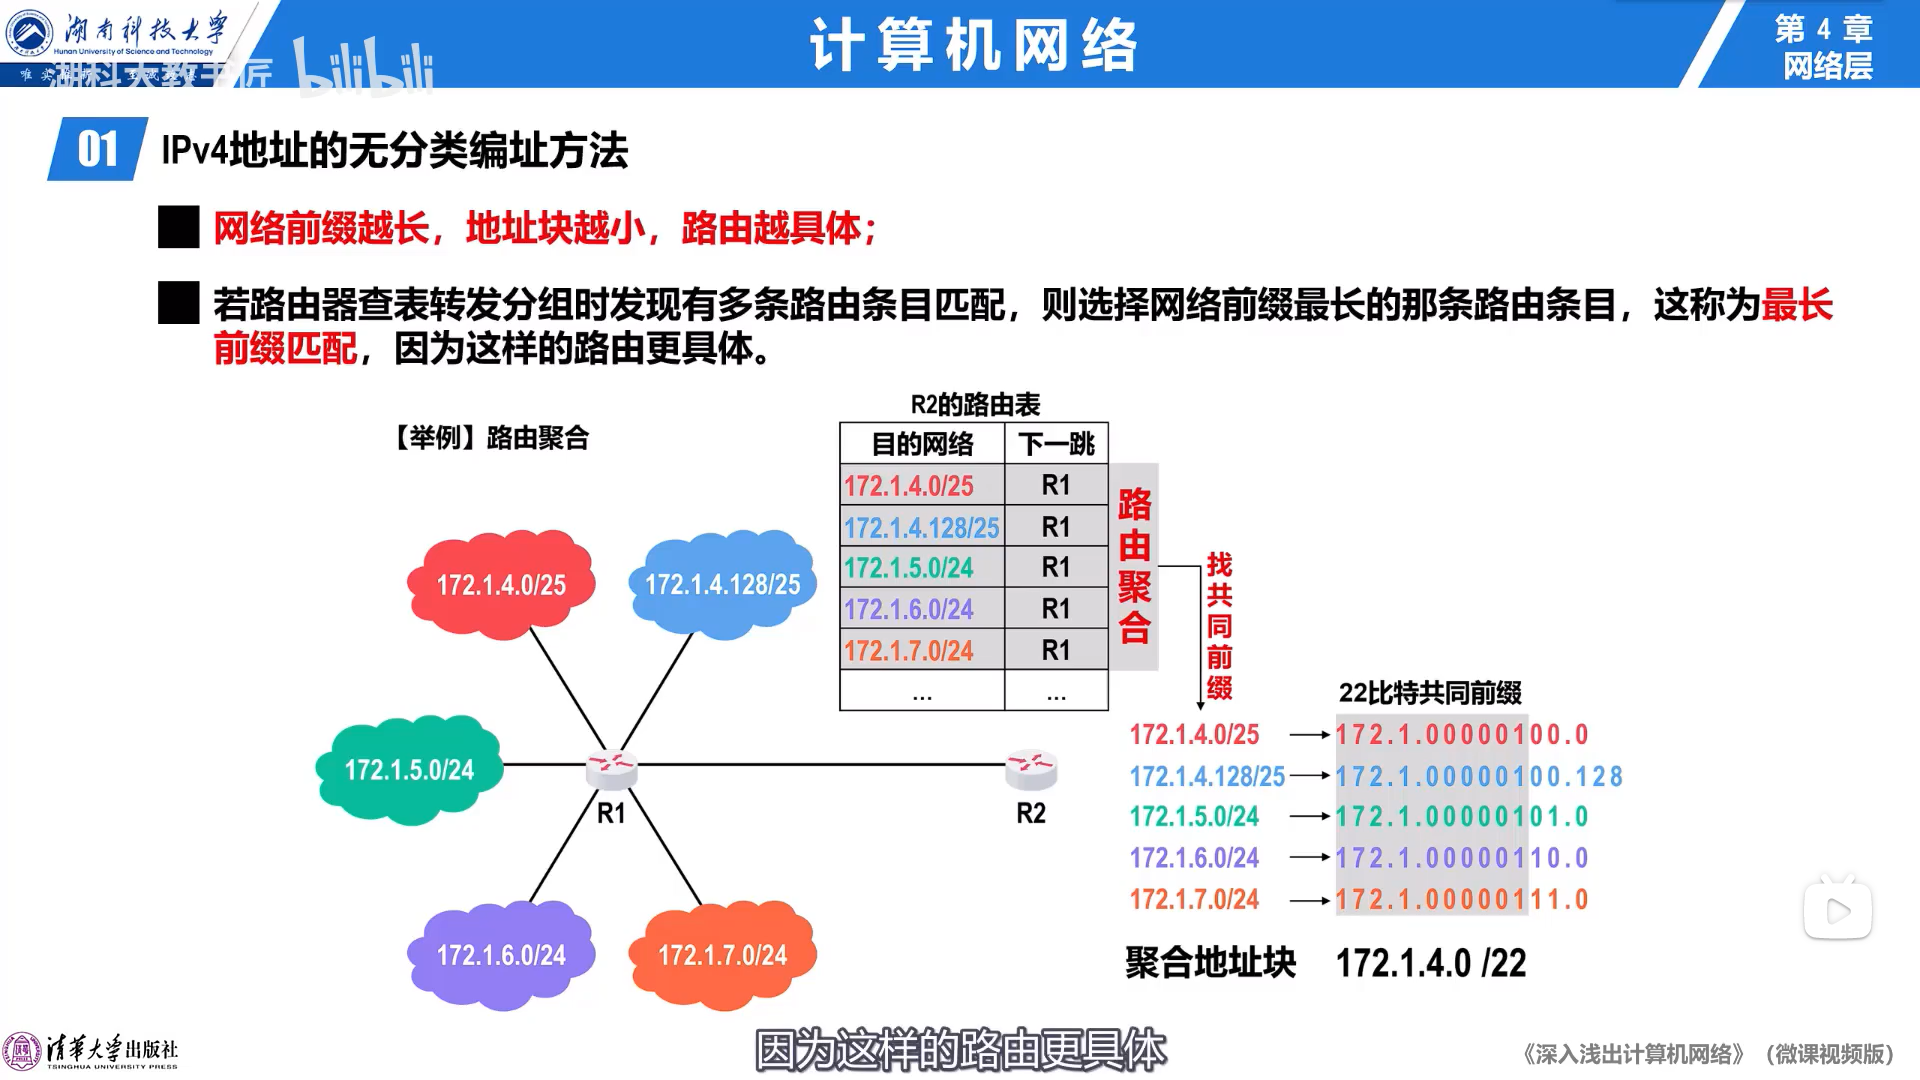 湖南科技大学
Hunan University of Science and Technology
湖科大教书匠
bilibili
计算机网络
第 4 章
网络层
01
IPv4地址的无分类编址方法
网络前缀越长，地址块越小，路由越具体；
若路由器查表转发分组时发现有多条路由条目匹配，则选择网络前缀最长的那条路由条目，这称为最长
前缀匹配，因为这样的路由更具体。
【举例】路由聚合
R2的路由表
目的网络 下一跳
172.1.4.0/25 R1
172.1.4.128/25 R1
172.1.5.0/24 R1
172.1.6.0/24 R1
172.1.7.0/24 R1
... ...
路由聚合
找共同前缀
172.1.4.0/25
172.1.4.128/25
172.1.5.0/24
R1
R2
172.1.6.0/24
172.1.7.0/24
22比特共同前缀
172.1.4.0/25 172.1.00000100.0
172.1.4.128/25 172.1.00000100.128
172.1.5.0/24 172.1.00000101.0
172.1.6.0/24 172.1.00000110.0
172.1.7.0/24 172.1.00000111.0
聚合地址块 172.1.4.0 /22
因为这样的路由更具体
清华大学出版社
TSINGHUA UNIVERSITY PRESS
《深入浅出计算机网络》（微课视频版）